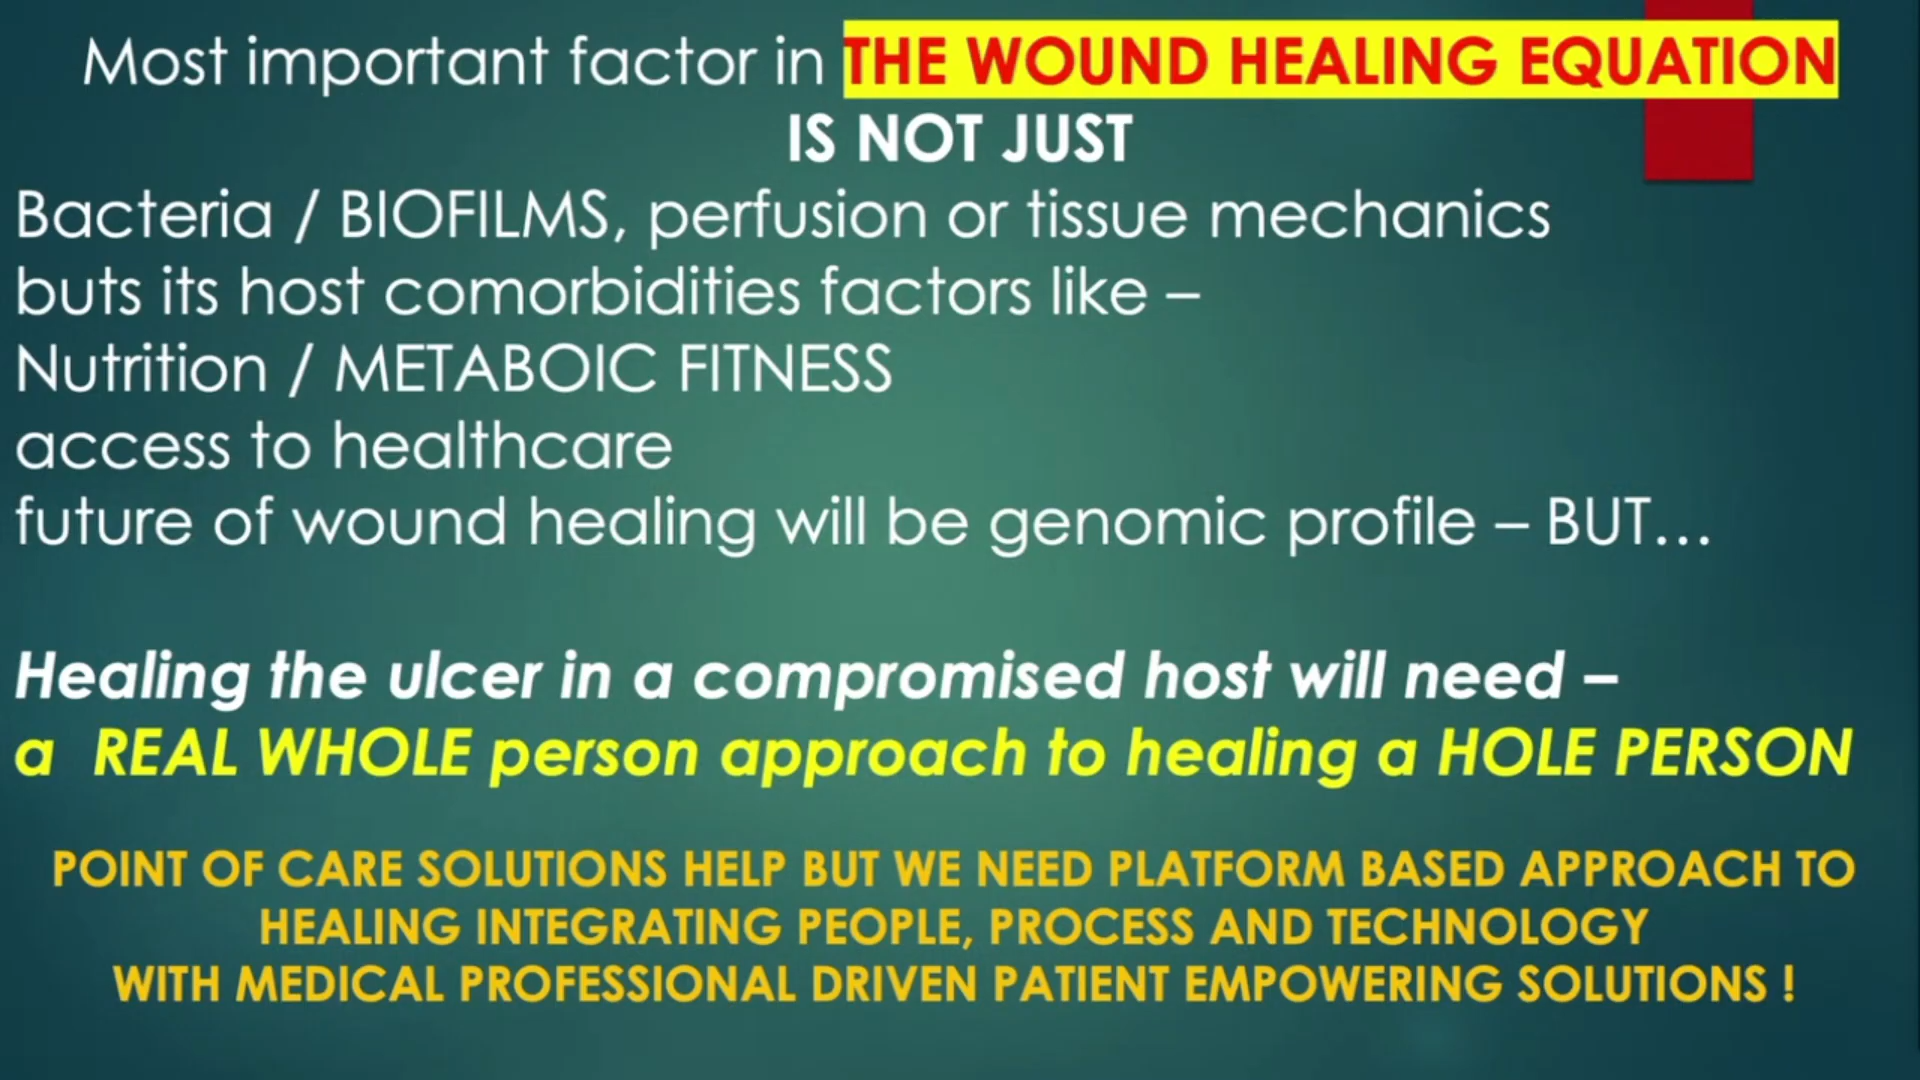 Most important factor in THE WOUND HEALING EQUATION
IS NOT JUST
Bacteria / BIOFILMS, perfusion or tissue mechanics
buts its host comorbidities factors like –
Nutrition / METABOIC FITNESS
access to healthcare
future of wound healing will be genomic profile – BUT...
Healing the ulcer in a compromised host will need –
a REAL WHOLE person approach to healing a HOLE PERSON
POINT OF CARE SOLUTIONS HELP BUT WE NEED PLATFORM BASED APPROACH TO
HEALING INTEGRATING PEOPLE, PROCESS AND TECHNOLOGY
WITH MEDICAL PROFESSIONAL DRIVEN PATIENT EMPOWERING SOLUTIONS !